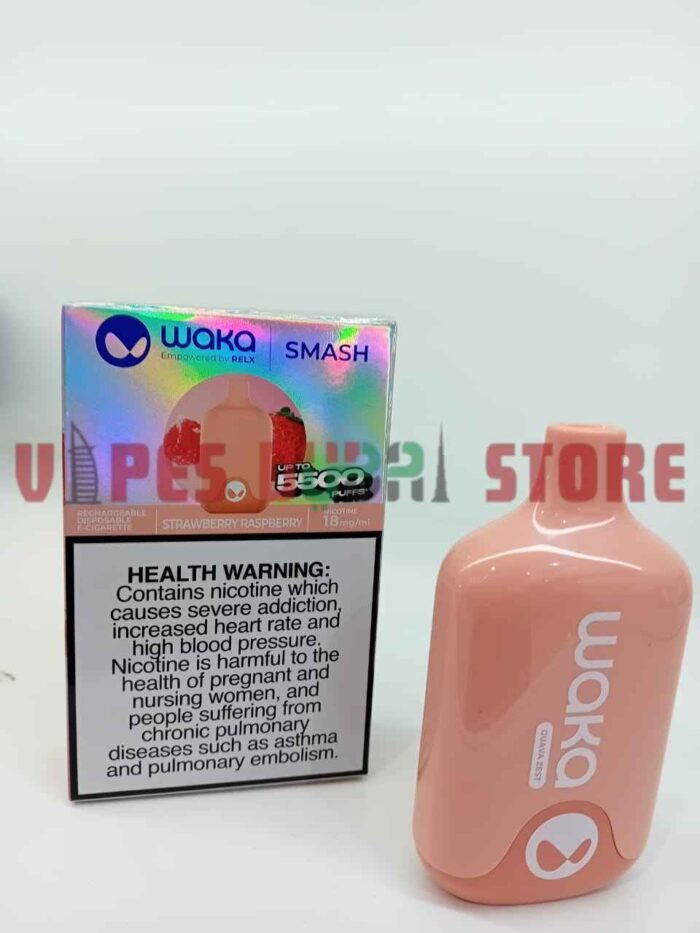 waka
Empowered by RELX
SMASH
UP TO
5500
PUFFS*
RECHARGEABLE
DISPOSABLE
E-CIGARETTE
STRAWBERRY RASPBERRY
NICOTINE
18mg/ml
VAPES DUBAI STORE
HEALTH WARNING:
Contains nicotine which
causes severe addiction,
increased heart rate and
high blood pressure.
Nicotine is harmful to the
health of pregnant and
nursing women, and
people suffering from
chronic pulmonary
diseases such as asthma
and pulmonary embolism.
waka
GUAVA ZEST